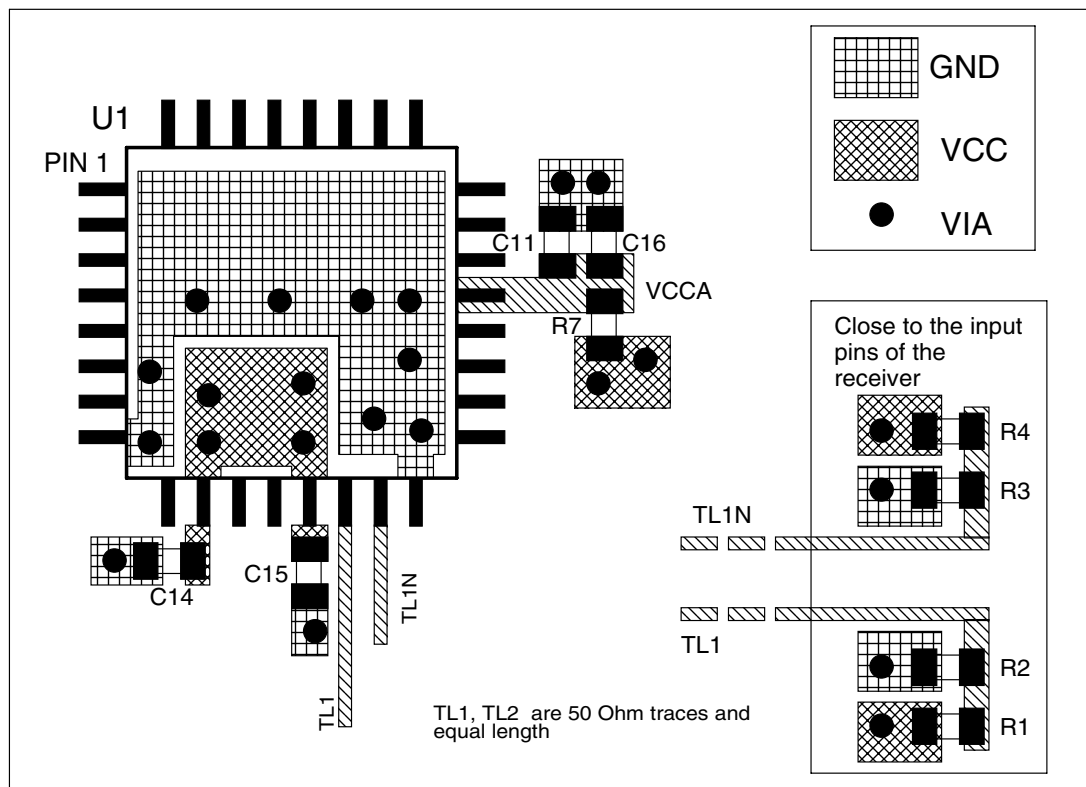 U1
PIN 1
C11
C16
VCCA
R7
C14
C15
TL1N
TL1
TL1, TL2 are 50 Ohm traces and
equal length
GND
VCC
VIA
Close to the input
pins of the
receiver
R4
R3
TL1N
TL1
R2
R1